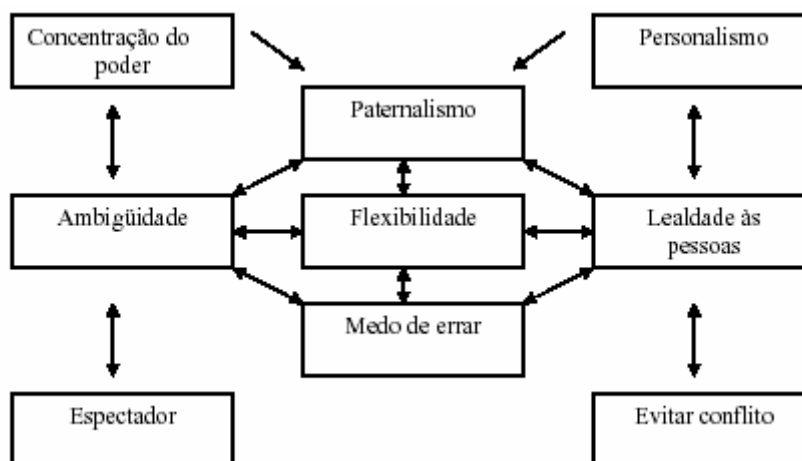 Concentração do
poder
Personalismo
Paternalismo
Ambigüidade
Flexibilidade
Lealdade às
pessoas
Medo de errar
Espectador
Evitar conflito